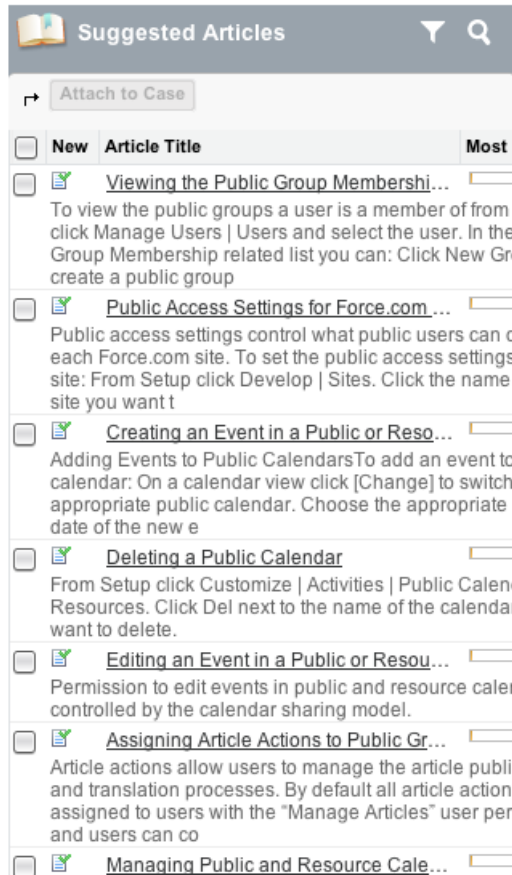 Suggested Articles
Attach to Case
New Article Title Most
Viewing the Public Group Membershi...
To view the public groups a user is a member of from
click Manage Users | Users and select the user. In the
Group Membership related list you can: Click New Gr
create a public group
Public Access Settings for Force.com ...
Public access settings control what public users can
each Force.com site. To set the public access settings
site: From Setup click Develop | Sites. Click the name
site you want t
Creating an Event in a Public or Reso...
Adding Events to Public CalendarsTo add an event to
calendar: On a calendar view click [Change] to switch
appropriate public calendar. Choose the appropriate
date of the new e
Deleting a Public Calendar
From Setup click Customize | Activities | Public Calen
Resources. Click Del next to the name of the calenda
want to delete.
Editing an Event in a Public or Resou...
Permission to edit events in public and resource cale
controlled by the calendar sharing model.
Assigning Article Actions to Public Gr...
Article actions allow users to manage the article publi
and translation processes. By default all article action
assigned to users with the “Manage Articles” user per
and users can co
Managing Public and Resource Cale...